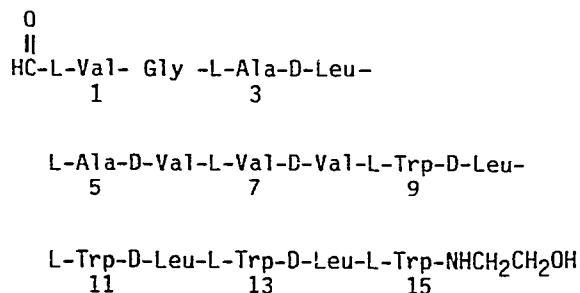 O
||
HC-L-Val- Gly -L-Ala-D-Leu-
1 3
L-Ala-D-Val-L-Val-D-Val-L-Trp-D-Leu-
5 7 9
L-Trp-D-Leu-L-Trp-D-Leu-L-Trp-NHCH₂CH₂OH
11 13 15